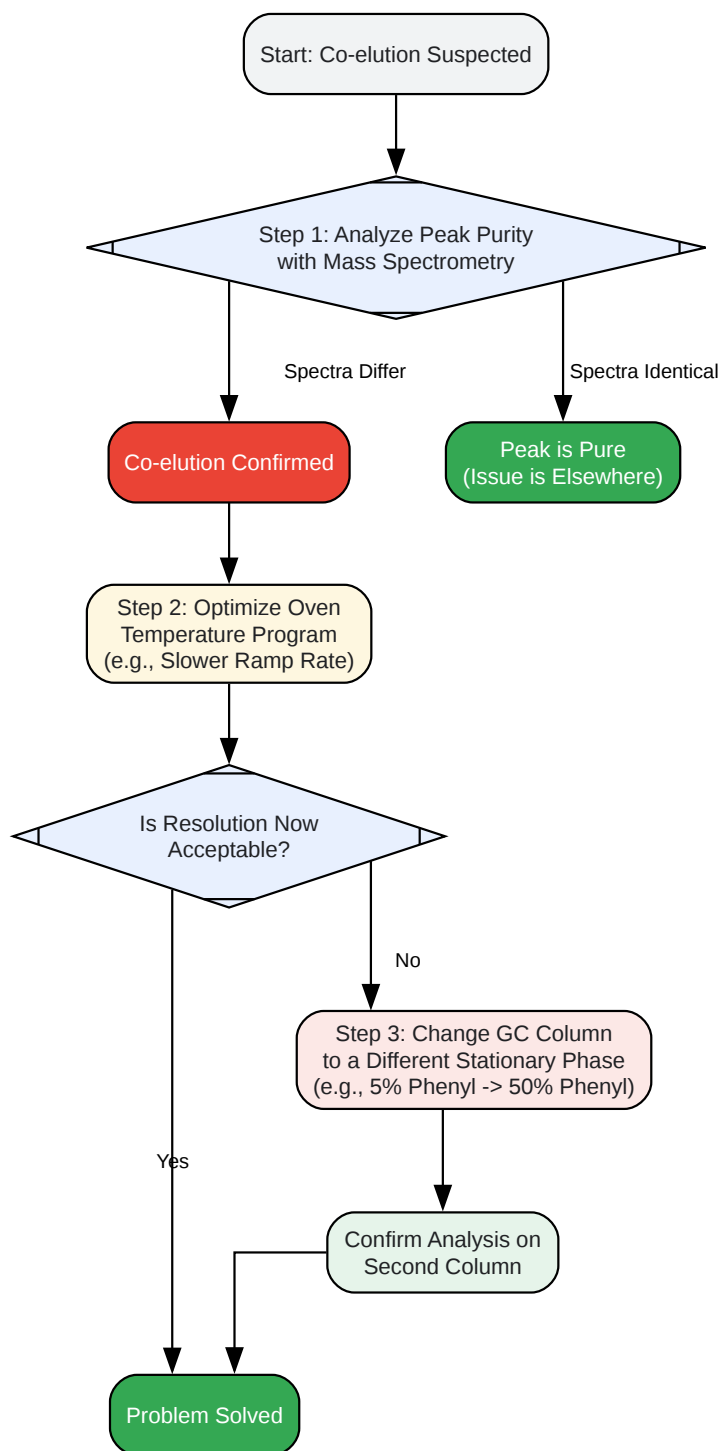 Start: Co-elution Suspected
Step 1: Analyze Peak Purity
with Mass Spectrometry
Spectra Differ
Spectra Identical
Co-elution Confirmed
Peak is Pure
(Issue is Elsewhere)
Step 2: Optimize Oven
Temperature Program
(e.g., Slower Ramp Rate)
Is Resolution Now
Acceptable?
No
Step 3: Change GC Column
to a Different Stationary Phase
(e.g., 5% Phenyl -> 50% Phenyl)
Yes
Confirm Analysis on
Second Column
Problem Solved